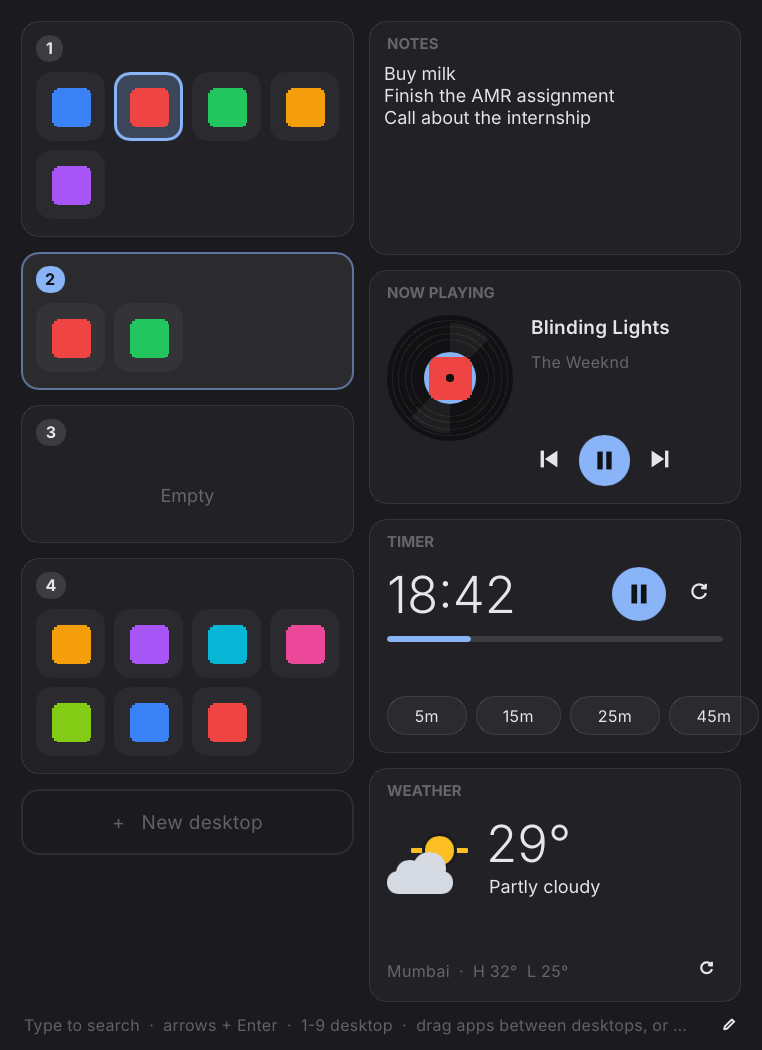 1
2
3
Empty
4
+ New desktop
NOTES
Buy milk
Finish the AMR assignment
Call about the internship
NOW PLAYING
Blinding Lights
The Weeknd
TIMER
18:42
5m 15m 25m 45m
WEATHER
29°
Partly cloudy
Mumbai · H 32° L 25°
Type to search · arrows + Enter · 1-9 desktop · drag apps between desktops, or ...